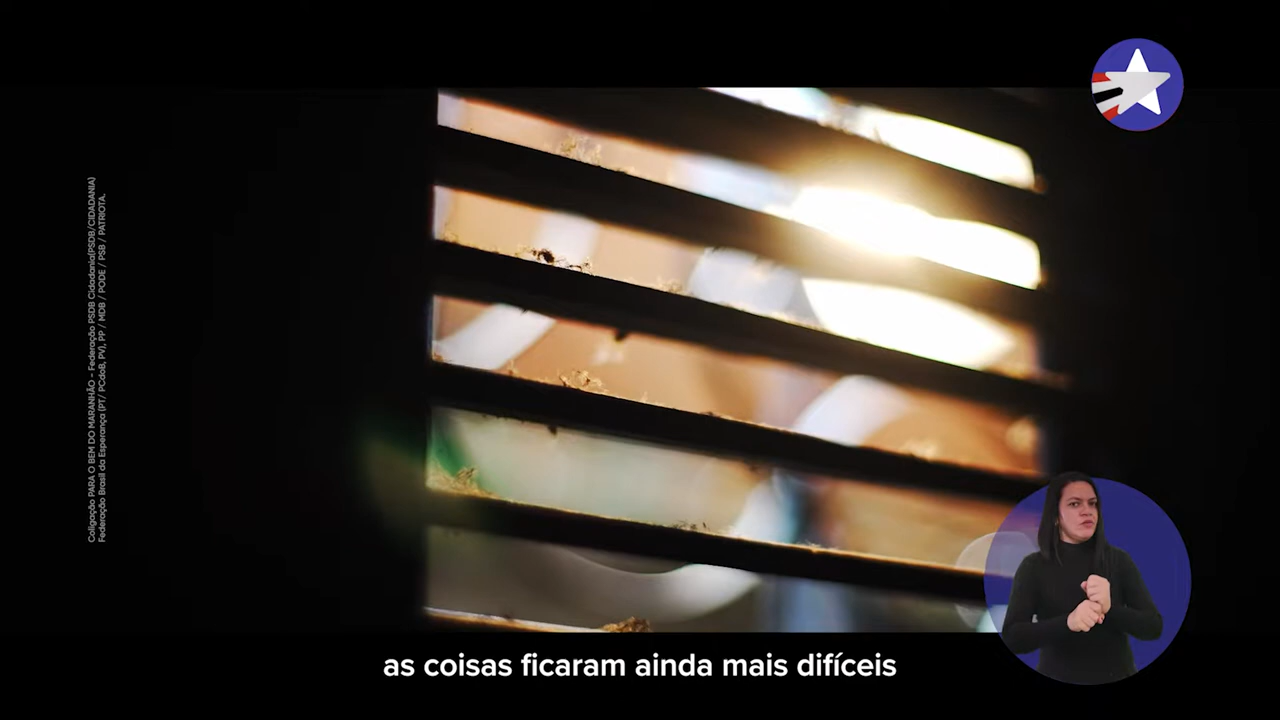 Coligação PARA O BEM DO MARANHÃO - Federação PSDB Cidadania(PSDB/CIDADANIA)
Federação Brasil da Esperança (PT/ PCdoB, PV), PP / MDB / PODE / PSB / PATRIOTA.
as coisas ficaram ainda mais difíceis